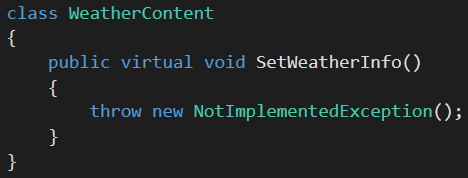 class WeatherContent
{
    public virtual void SetWeatherInfo()
    {
        throw new NotImplementedException();
    }
}